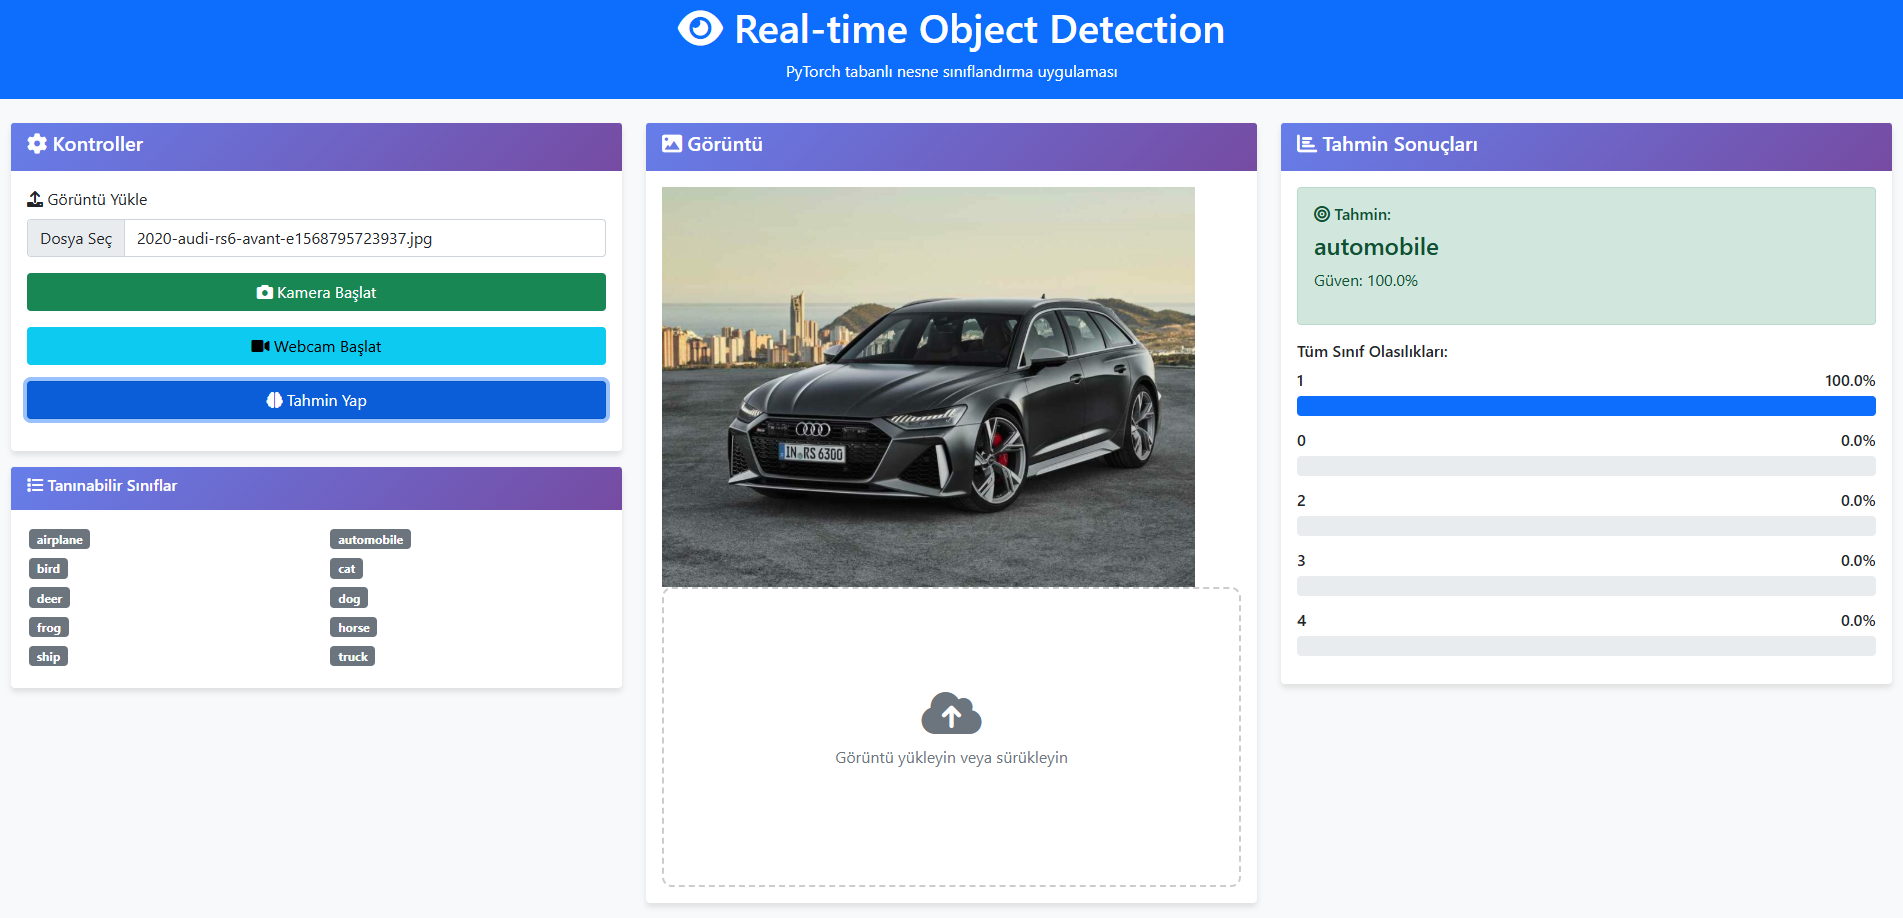 Real-time Object Detection
PyTorch tabanlı nesne sınıflandırma uygulaması
Kontroller
Görüntü Yükle
Dosya Seç 2020-audi-rs6-avant-e1568795723937.jpg
Kamera Başlat
Webcam Başlat
Tahmin Yap
Tanınabilir Sınıflar
airplane automobile
bird cat
deer dog
frog horse
ship truck
Görüntü
IN RS 6300
Görüntü yükleyin veya sürükleyin
Tahmin Sonuçları
Tahmin:
automobile
Güven: 100.0%
Tüm Sınıf Olasılıkları:
1 100.0%
0 0.0%
2 0.0%
3 0.0%
4 0.0%